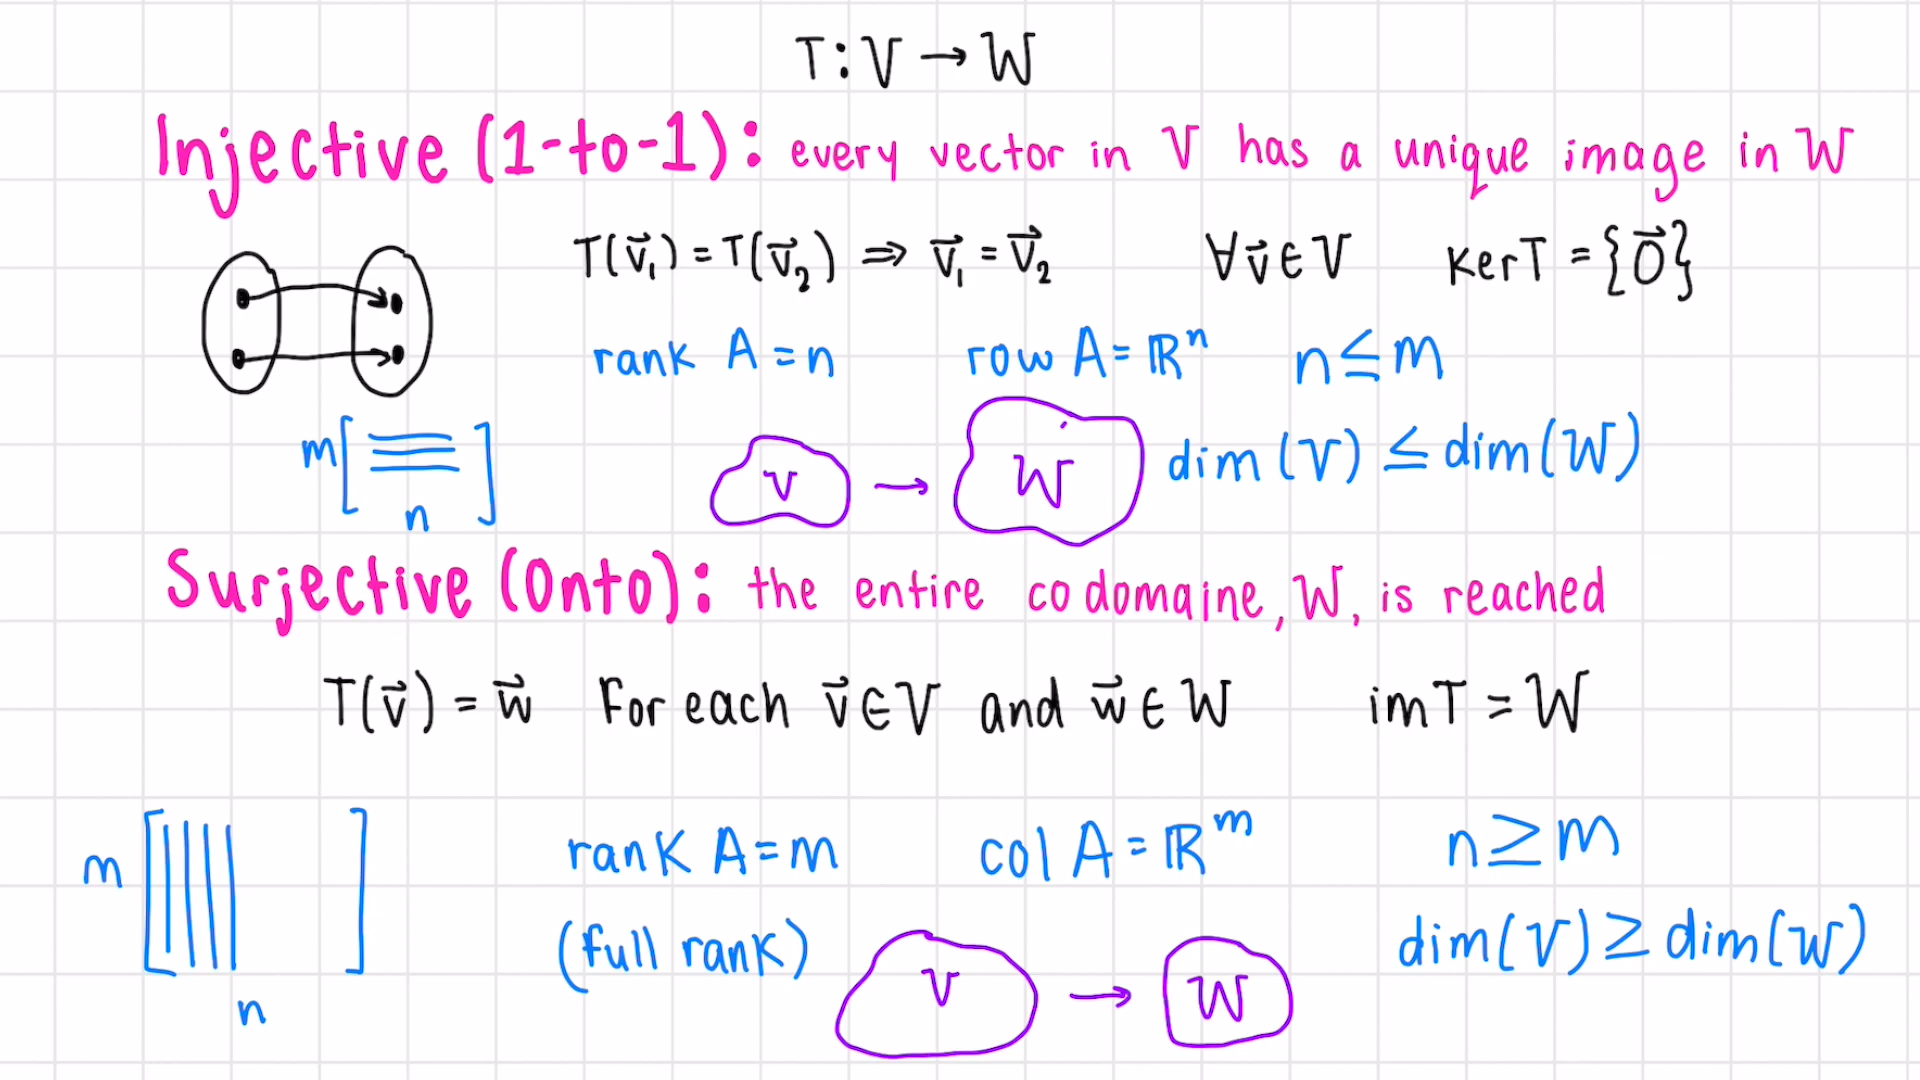 T: V → W
Injective (1-to-1): every vector in V has a unique image in W
T(v⃗₁) = T(v⃗₂) ⇒ v⃗₁ = v⃗₂ ∀v⃗ ∈ V kerT = {0⃗}
rank A = n row A = ℝⁿ n ≤ m
m [ ] n
V → W dim(V) ≤ dim(W)
Surjective (Onto): the entire codomaine, W, is reached
T(v⃗) = w⃗ For each v⃗ ∈ V and w⃗ ∈ W imT = W
m [ ] n
rank A = m col A = ℝᵐ n ≥ m
(full rank) V → W dim(V) ≥ dim(W)